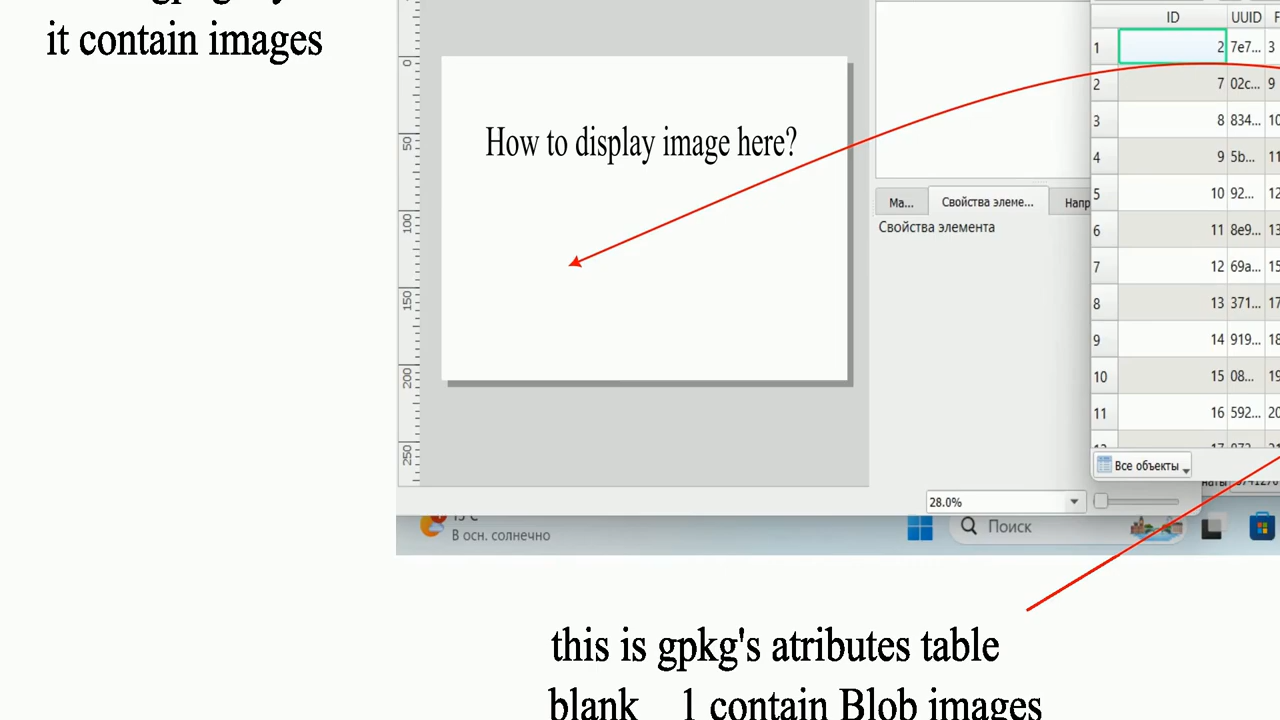 it contain images
How to display image here?
0
50
100
150
200
250
Ма...
Свойства элеме...
Напр
Свойства элемента
ID UUID F
1 2 7e7... 3
2 7 02c... 9
3 8 834... 10
4 9 5b... 11
5 10 92... 12
6 11 8e9... 13
7 12 69a... 15
8 13 371... 17
9 14 919... 18
10 15 08... 19
11 16 592... 20
Все объекты
28.0%
В осн. солнечно
Поиск
this is gpkg's atributes table
blank 1 contain Blob images